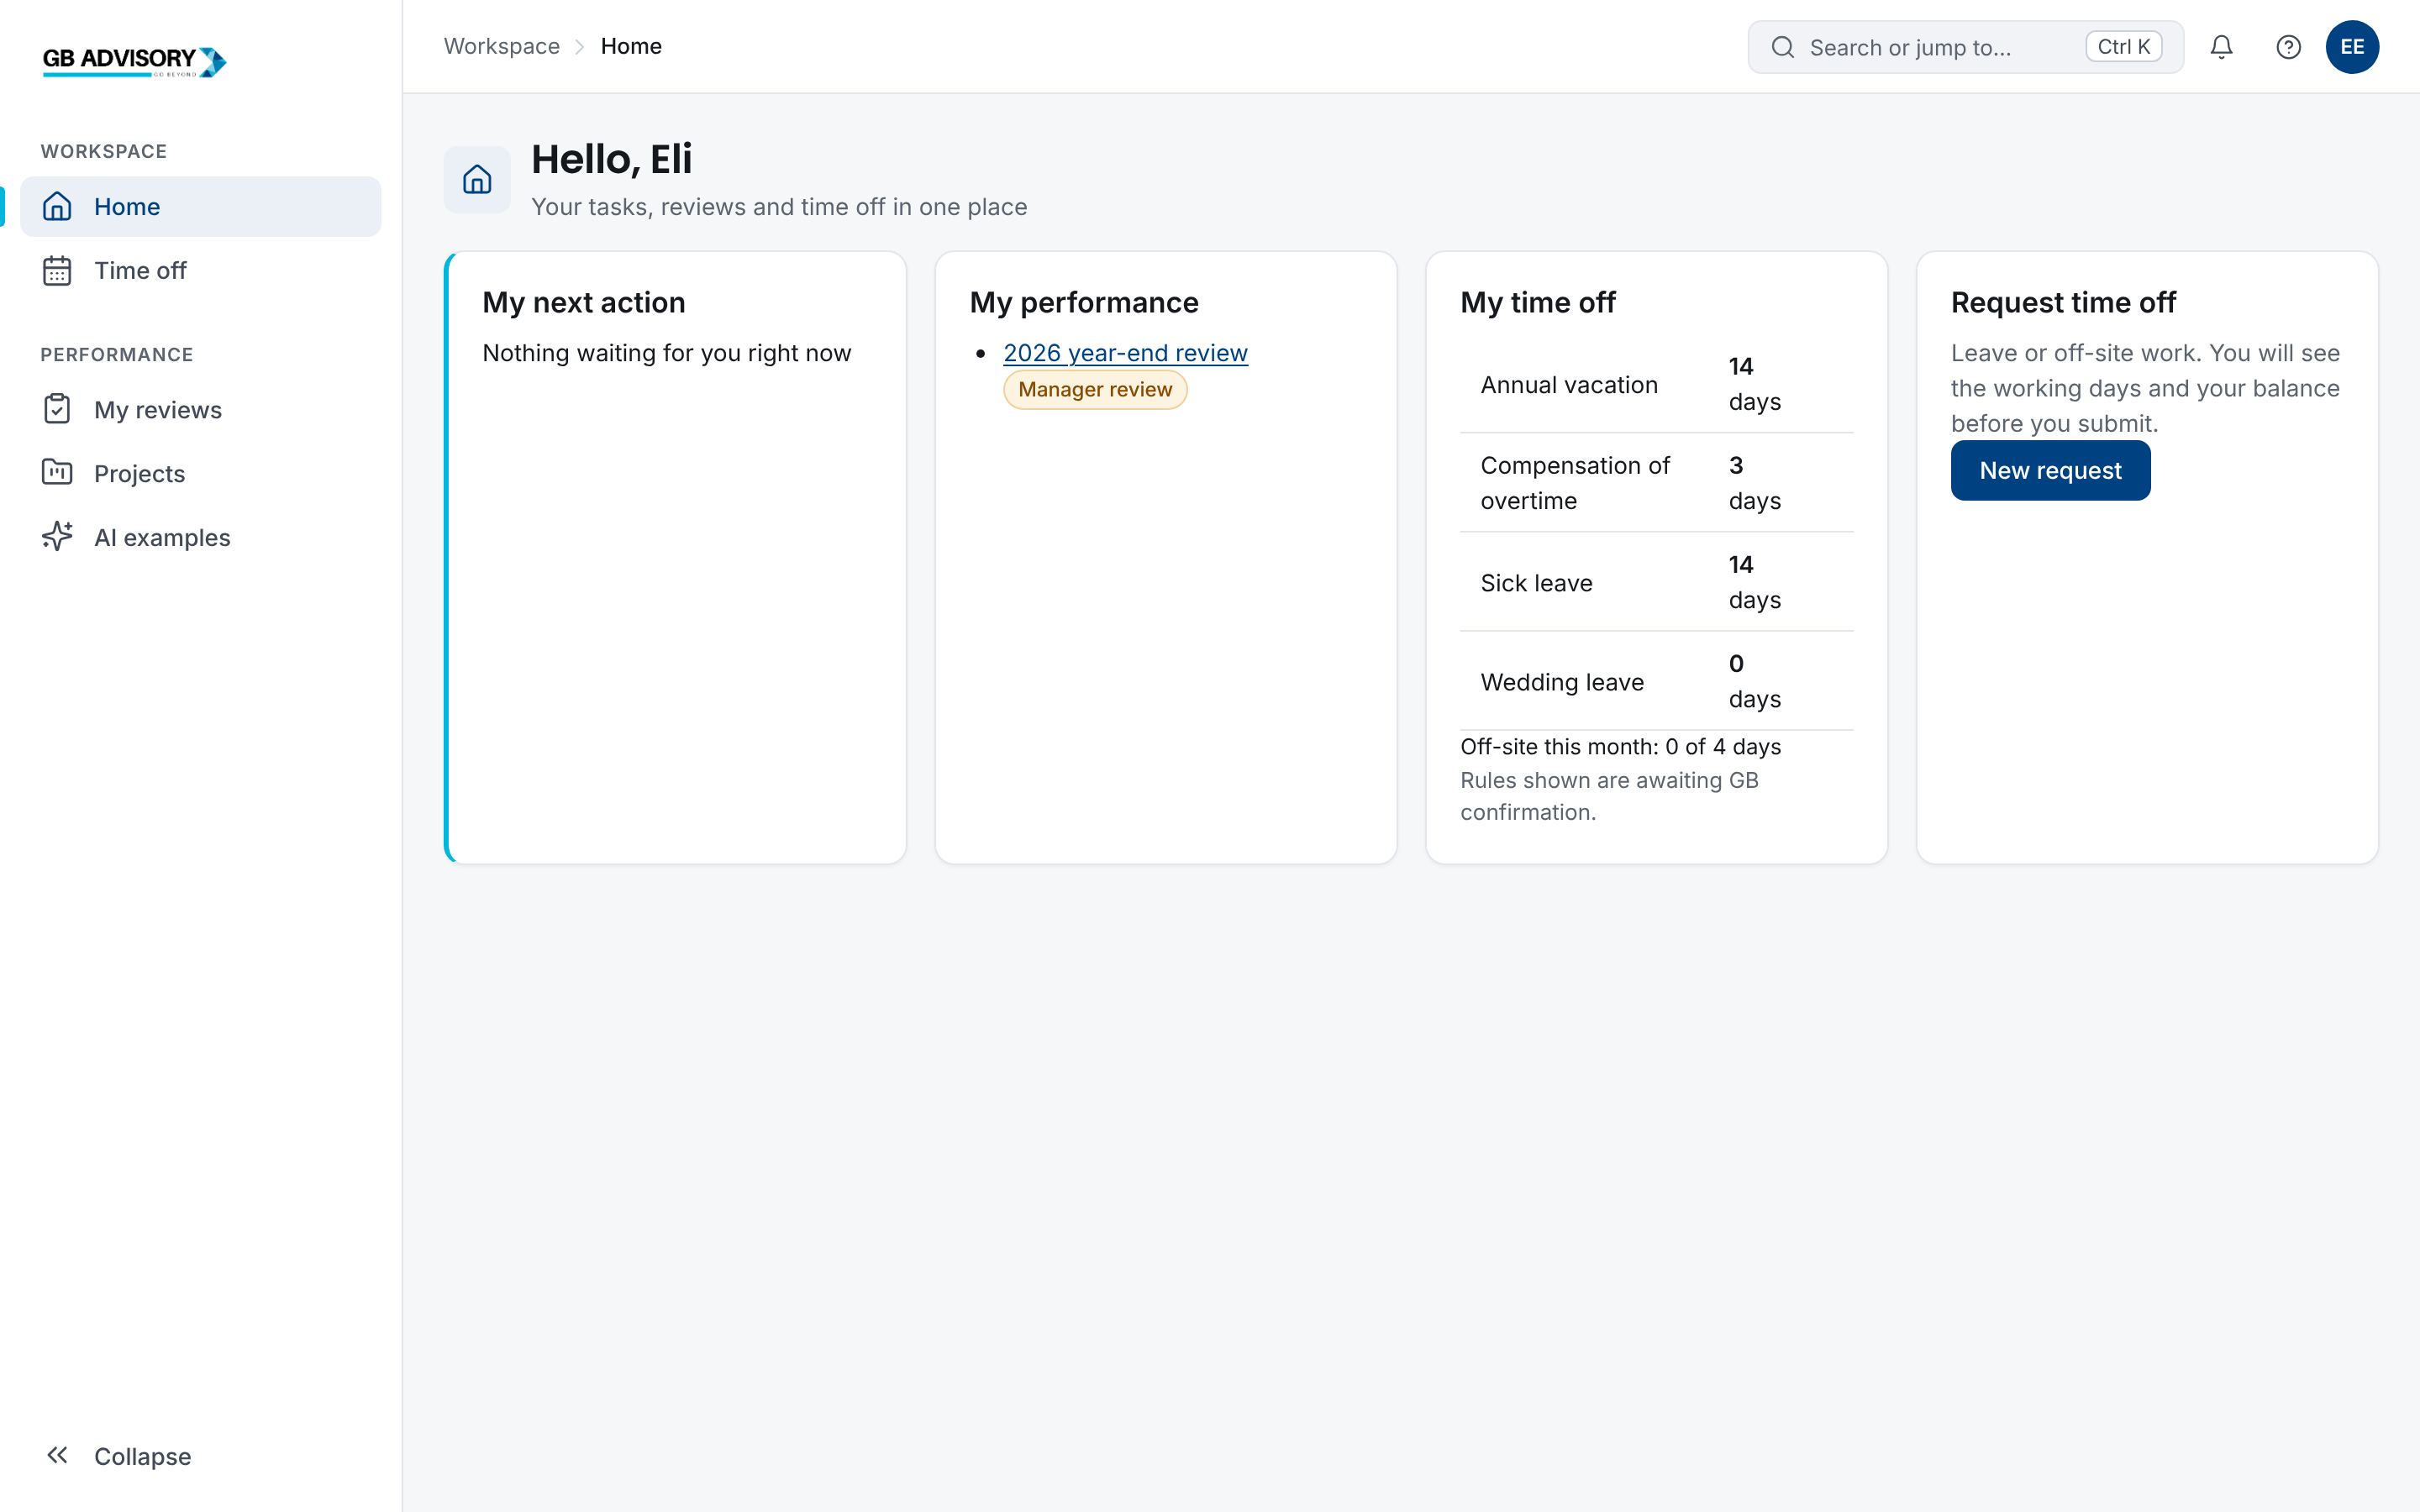 GB ADVISORY
GO BEYOND
WORKSPACE
Home
Time off
PERFORMANCE
My reviews
Projects
AI examples
Collapse
Workspace > Home
Search or jump to...
Ctrl K
EE
Hello, Eli
Your tasks, reviews and time off in one place
My next action
Nothing waiting for you right now
My performance
2026 year-end review
Manager review
My time off
Annual vacation
14
days
Compensation of
overtime
3
days
Sick leave
14
days
Wedding leave
0
days
Off-site this month: 0 of 4 days
Rules shown are awaiting GB
confirmation.
Request time off
Leave or off-site work. You will see
the working days and your balance
before you submit.
New request